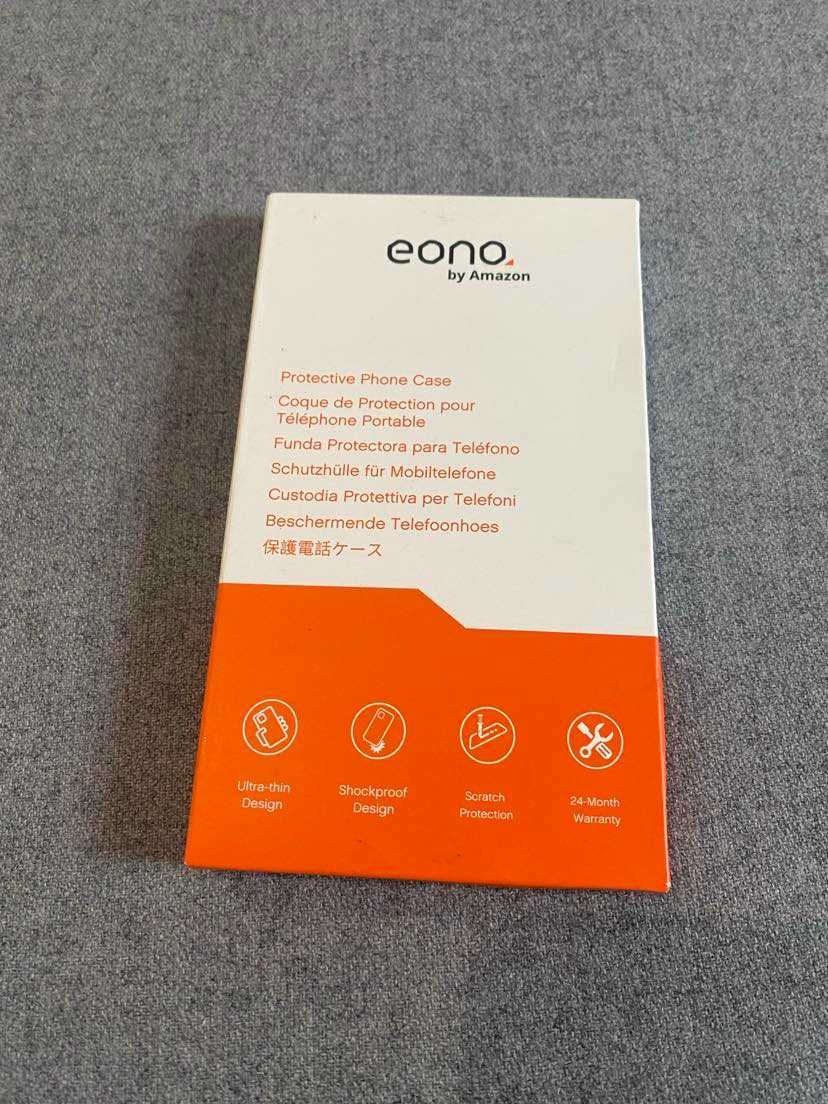 eono
by Amazon
Protective Phone Case
Coque de Protection pour
Téléphone Portable
Funda Protectora para Teléfono
Schutzhülle für Mobiltelefone
Custodia Protettiva per Telefoni
Beschermende Telefoonhoes
保護電話ケース
Ultra-thin
Design
Shockproof
Design
Scratch
Protection
24-Month
Warranty